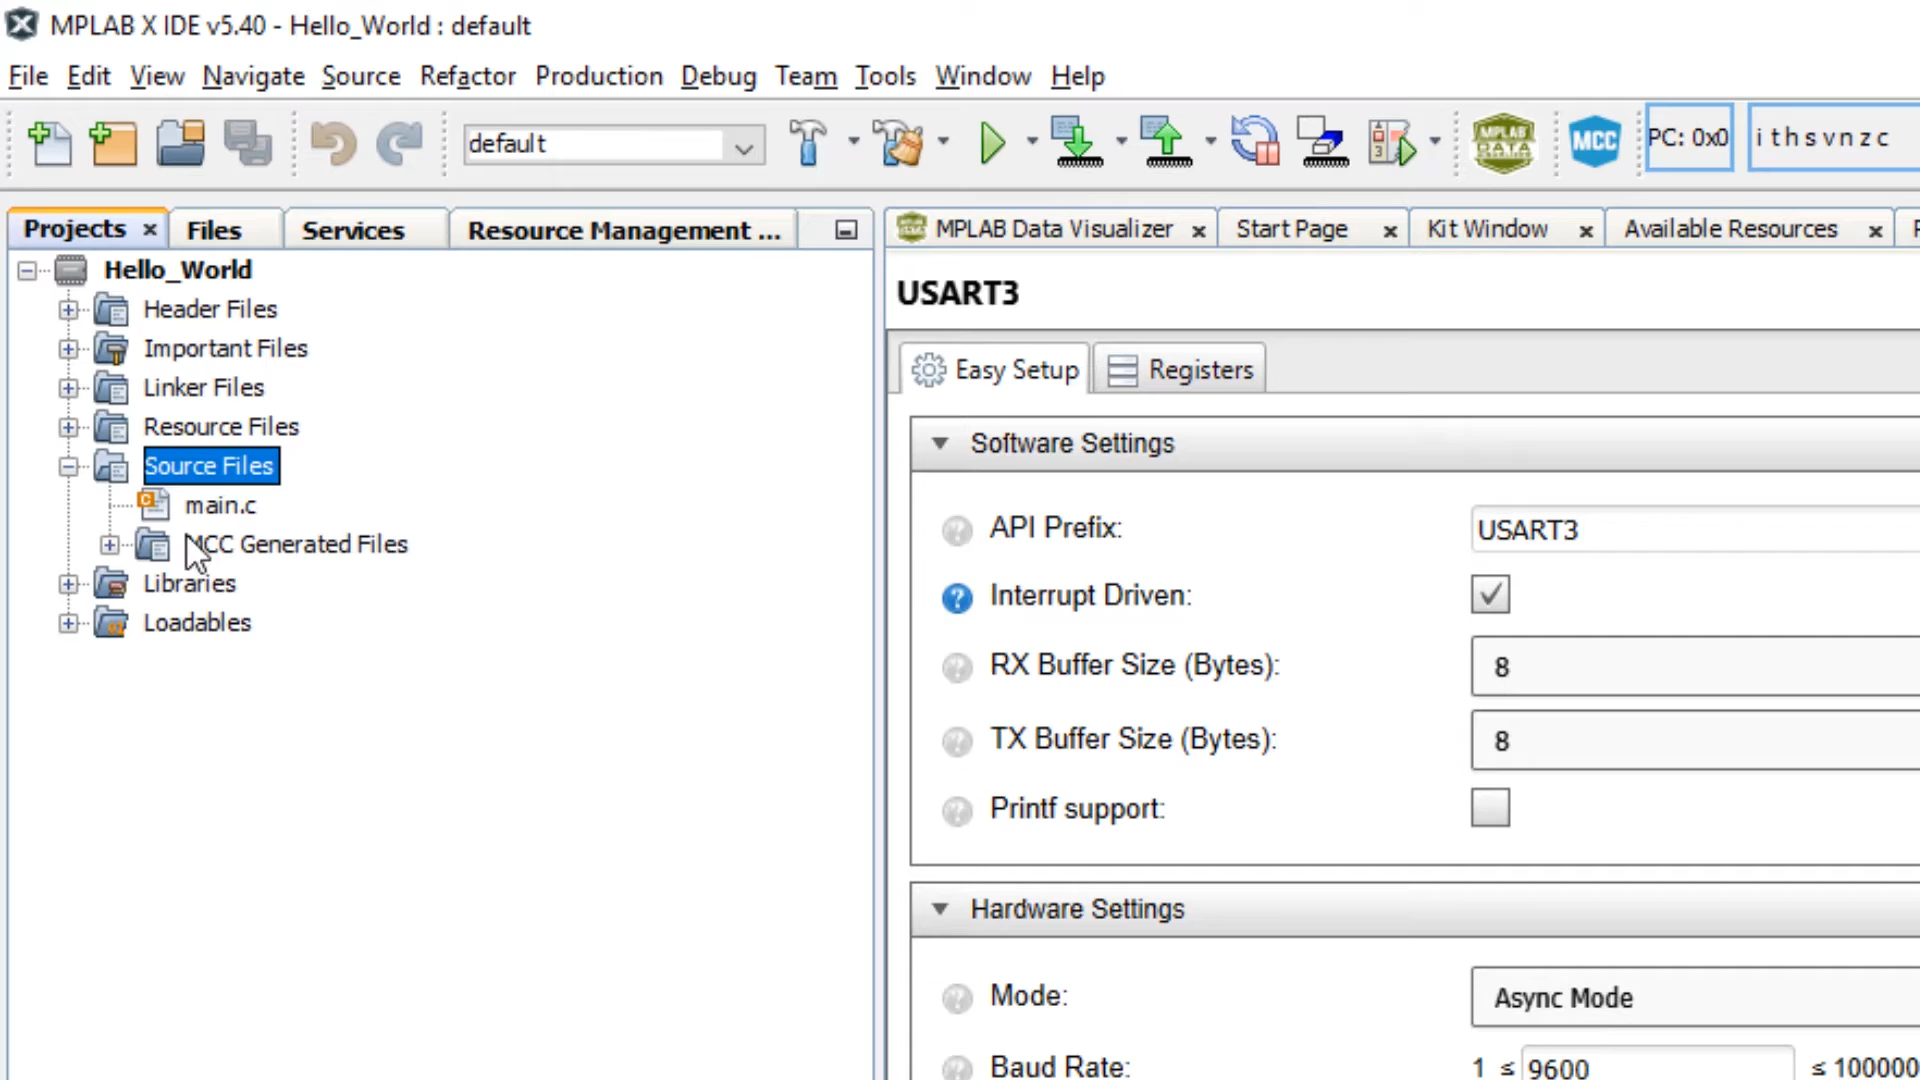 MPLAB X IDE v5.40 - Hello_World : default
File Edit View Navigate Source Refactor Production Debug Team Tools Window Help
default
MPLAB DATA
MCC
PC: 0x0
i t h s v n z c
Projects
Files
Services
Resource Management ...
MPLAB Data Visualizer
Start Page
Kit Window
Available Resources
Hello_World
Header Files
Important Files
Linker Files
Resource Files
Source Files
main.c
MCC Generated Files
Libraries
Loadables
USART3
Easy Setup
Registers
Software Settings
API Prefix: USART3
Interrupt Driven:
RX Buffer Size (Bytes): 8
TX Buffer Size (Bytes): 8
Printf support:
Hardware Settings
Mode: Async Mode
Baud Rate: 1 ≤ 9600 ≤ 100000